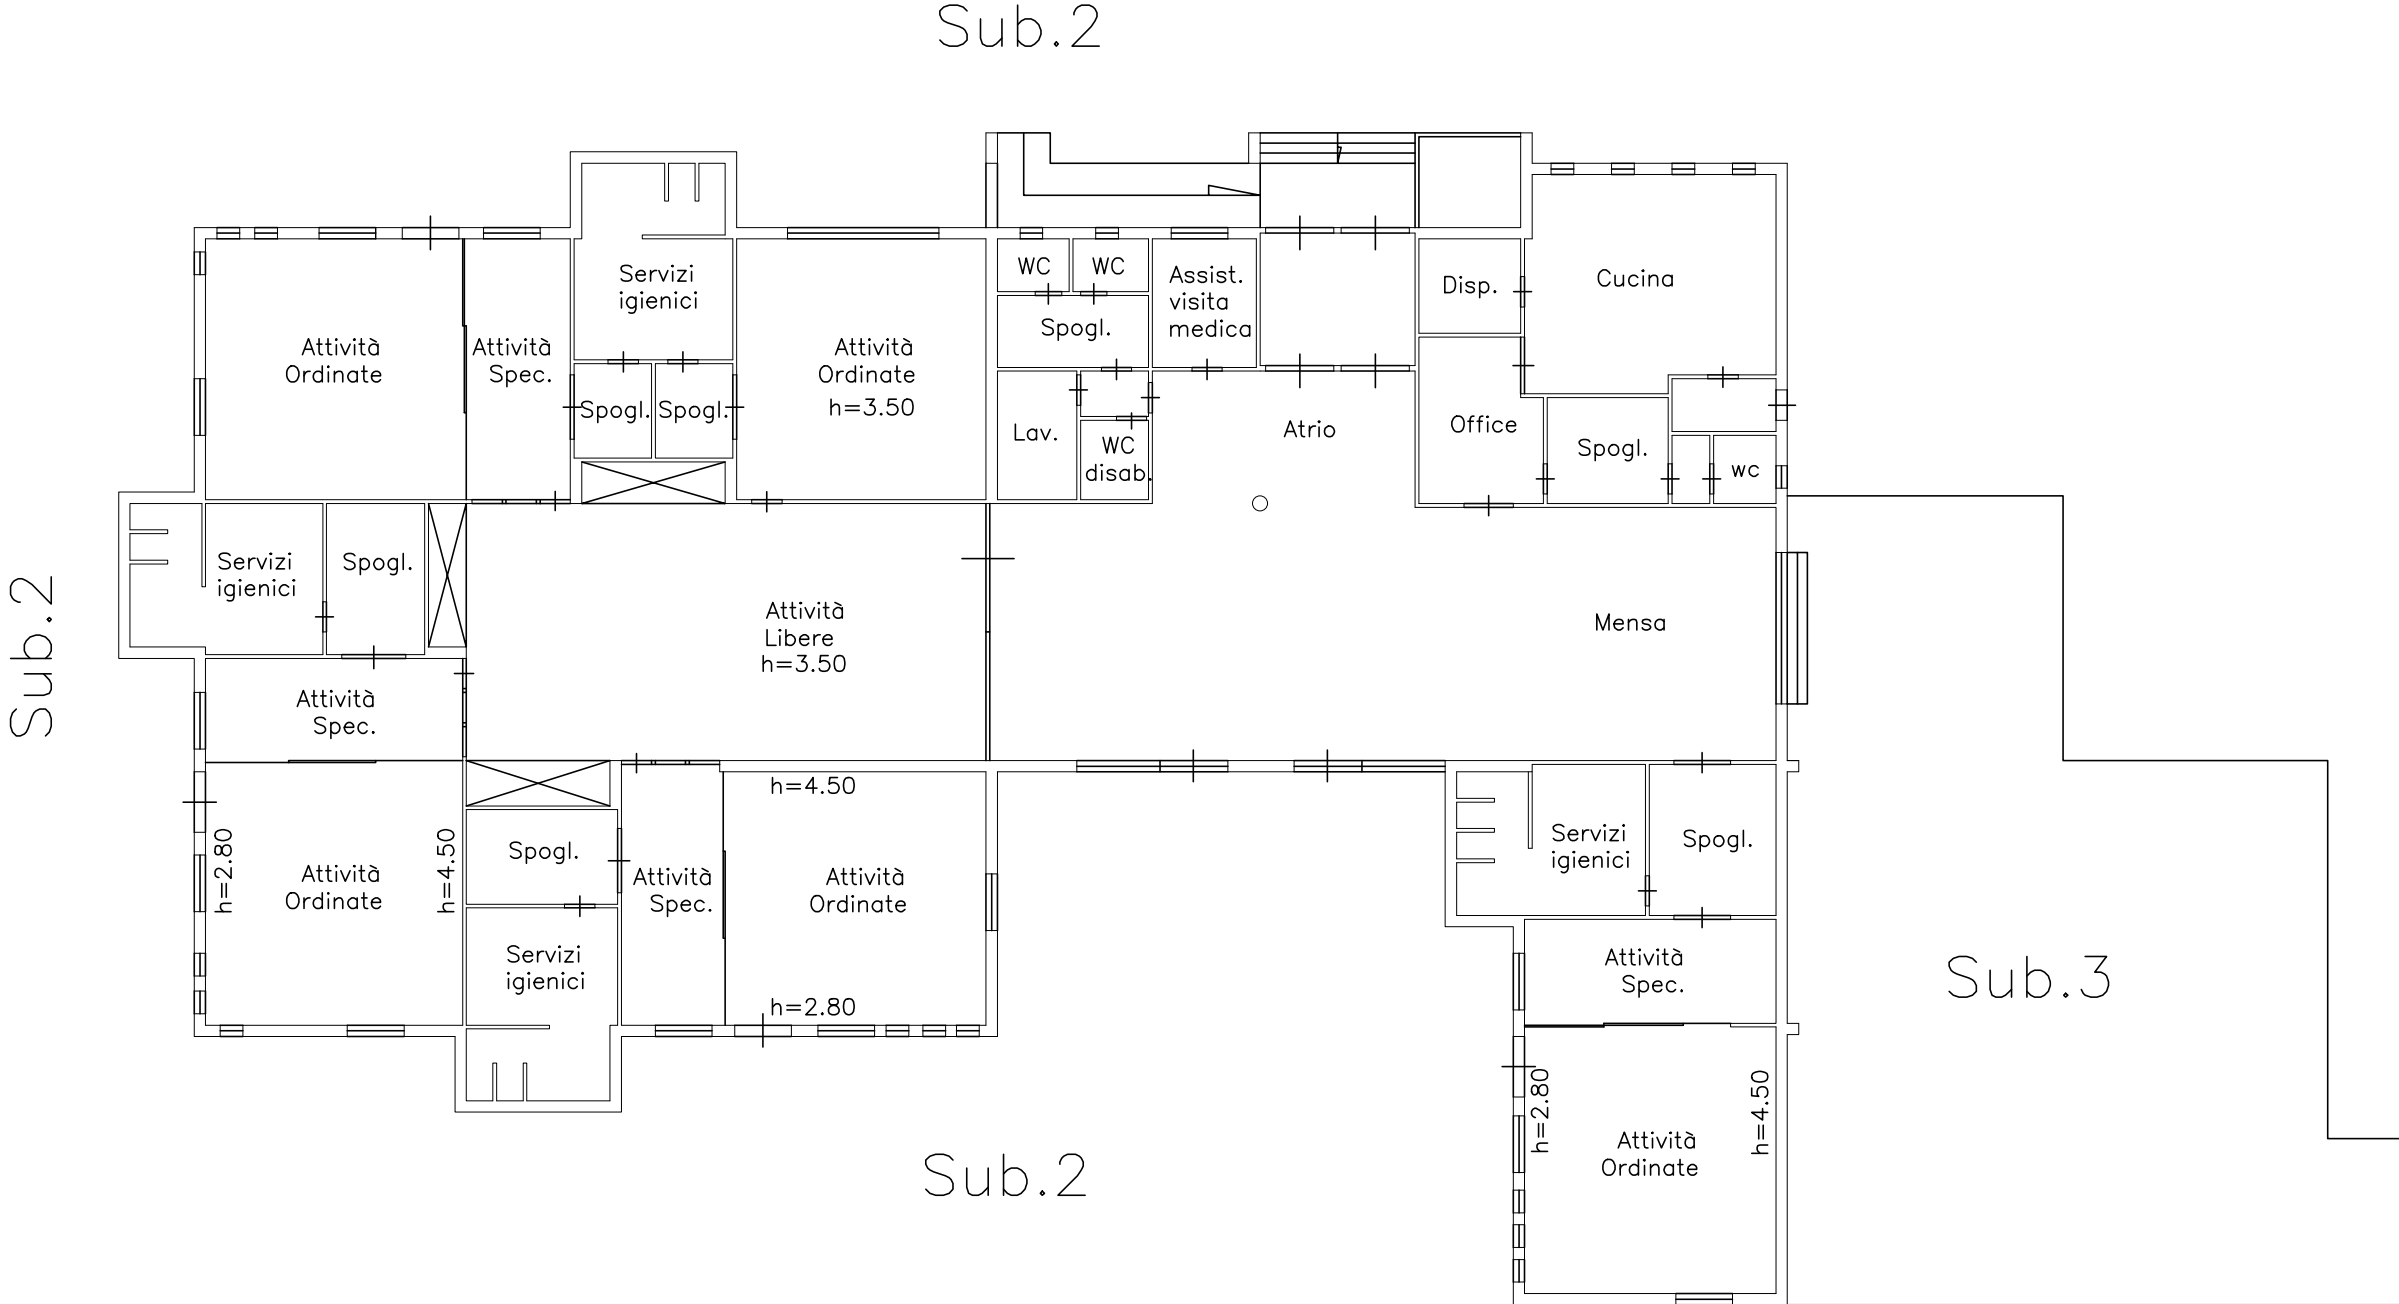 Sub.2
Servizi
igienici
WC
WC
Assist.
visita
medica
Disp.
Cucina
Spogl.
Attività
Ordinate
Attività
Spec.
Attività
Ordinate
h=3.50
Spogl.
Spogl.
Lav.
WC
disab.
Atrio
Office
Spogl.
wc
Servizi
igienici
Spogl.
Sub.2
Attività
Libere
h=3.50
Mensa
Attività
Spec.
h=4.50
h=2.80
Attività
Ordinate
h=4.50
Spogl.
Attività
Spec.
Attività
Ordinate
Servizi
igienici
Spogl.
Servizi
igienici
h=2.80
Attività
Spec.
Sub.3
h=2.80
h=4.50
Attività
Ordinate
Sub.2